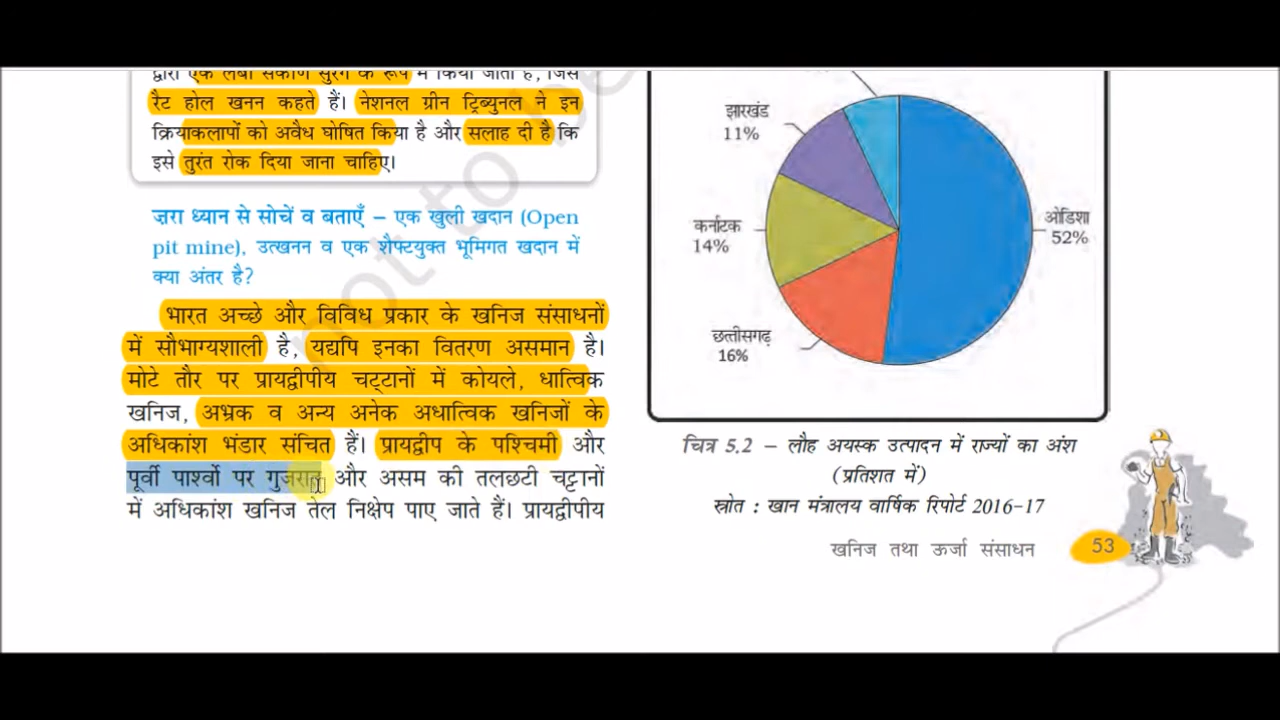 द्वारा एक लंबी संकीर्ण सुरंग के रूप में किया जाता है, जिसे
रैट होल खनन कहते हैं। नेशनल ग्रीन ट्रिब्युनल ने इन
क्रियाकलापों को अवैध घोषित किया है और सलाह दी है कि
इसे तुरंत रोक दिया जाना चाहिए।
ज़रा ध्यान से सोचें व बताएँ – एक खुली खदान (Open
pit mine), उत्खनन व एक शैफ्टयुक्त भूमिगत खदान में
क्या अंतर है?
भारत अच्छे और विविध प्रकार के खनिज संसाधनों
में सौभाग्यशाली है, यद्यपि इनका वितरण असमान है।
मोटे तौर पर प्रायद्वीपीय चट्टानों में कोयले, धात्विक
खनिज, अभ्रक व अन्य अनेक अधात्विक खनिजों के
अधिकांश भंडार संचित हैं। प्रायद्वीप के पश्चिमी और
पूर्वी पार्श्वों पर गुजरात और असम की तलछटी चट्टानों
में अधिकांश खनिज तेल निक्षेप पाए जाते हैं। प्रायद्वीपीय
not to be
झारखंड
11%
कर्नाटक
14%
छत्तीसगढ़
16%
ओडिशा
52%
चित्र 5.2 – लौह अयस्क उत्पादन में राज्यों का अंश
(प्रतिशत में)
स्रोत : खान मंत्रालय वार्षिक रिपोर्ट 2016-17
खनिज तथा ऊर्जा संसाधन
53